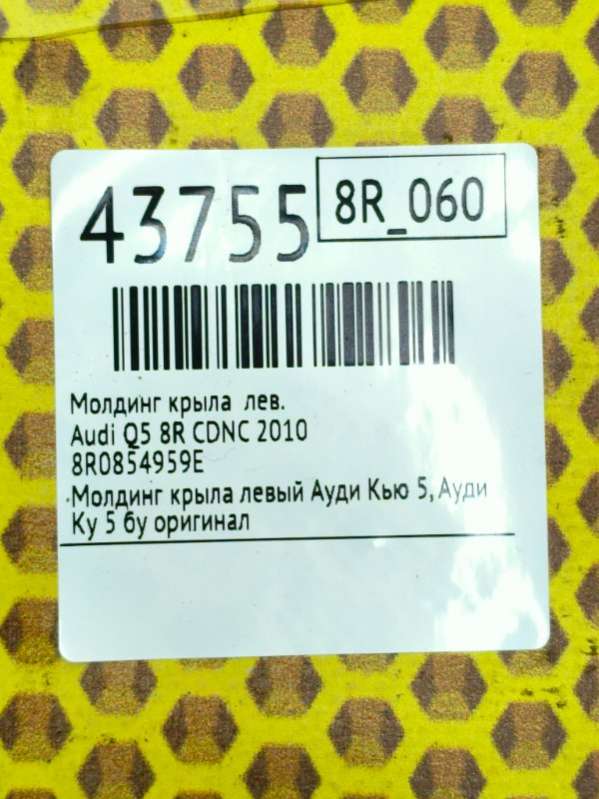 43755
8R_060
Молдинг крыла лев.
Audi Q5 8R CDNC 2010
8R0854959E
Молдинг крыла левый Ауди Кью 5, Ауди
Ку 5 бу оригинал